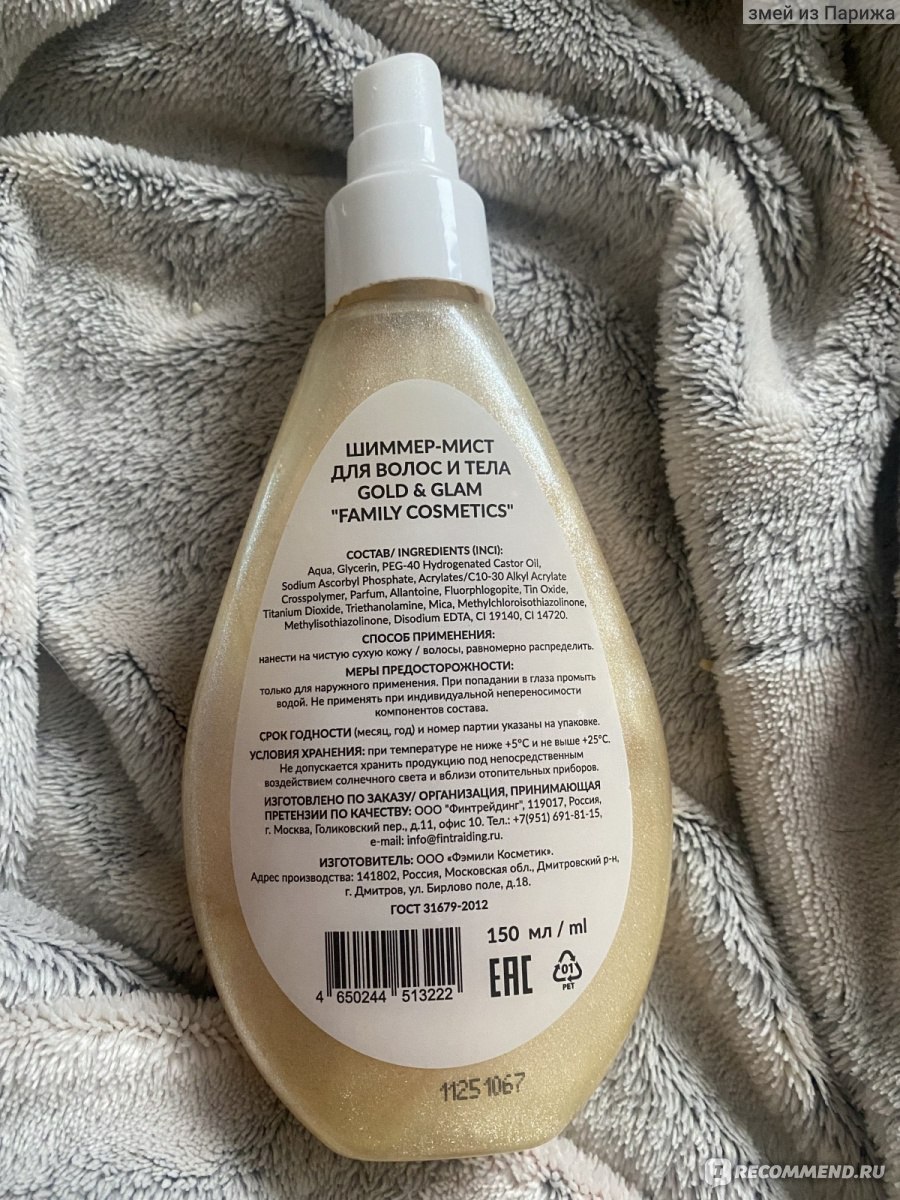 змей из Парижа
ШИММЕР-МИСТ
ДЛЯ ВОЛОС И ТЕЛА
GOLD & GLAM
"FAMILY COSMETICS"
СОСТАВ/ INGREDIENTS (INCI):
Aqua, Glycerin, PEG-40 Hydrogenated Castor Oil,
Sodium Ascorbyl Phosphate, Acrylates/C10-30 Alkyl Acrylate
Crosspolymer, Parfum, Allantoine, Fluorphlogopite, Tin Oxide,
Titanium Dioxide, Triethanolamine, Mica, Methylchloroisothiazolinone,
Methylisothiazolinone, Disodium EDTA, CI 19140, CI 14720.
СПОСОБ ПРИМЕНЕНИЯ:
нанести на чистую сухую кожу / волосы, равномерно распределить.
МЕРЫ ПРЕДОСТОРОЖНОСТИ:
только для наружного применения. При попадании в глаза промыть
водой. Не применять при индивидуальной непереносимости
компонентов состава.
СРОК ГОДНОСТИ (месяц, год) и номер партии указаны на упаковке.
УСЛОВИЯ ХРАНЕНИЯ: при температуре не ниже +5°C и не выше +25°C.
Не допускается хранить продукцию под непосредственным
воздействием солнечного света и вблизи отопительных приборов.
ИЗГОТОВЛЕНО ПО ЗАКАЗУ/ ОРГАНИЗАЦИЯ, ПРИНИМАЮЩАЯ
ПРЕТЕНЗИИ ПО КАЧЕСТВУ: ООО "Финтрейдинг", 119017, Россия,
г. Москва, Голиковский пер., д.11, офис 10. Тел.: +7(951) 691-81-15,
e-mail: info@fintraiding.ru.
ИЗГОТОВИТЕЛЬ: ООО «Фэмили Косметик».
Адрес производства: 141802, Россия, Московская обл., Дмитровский р-н,
г. Дмитров, ул. Бирлово поле, д.18.
ГОСТ 31679-2012
150 мл / ml
4 650244 513222
EAC
01
PET
11251067
RECOMMEND.RU